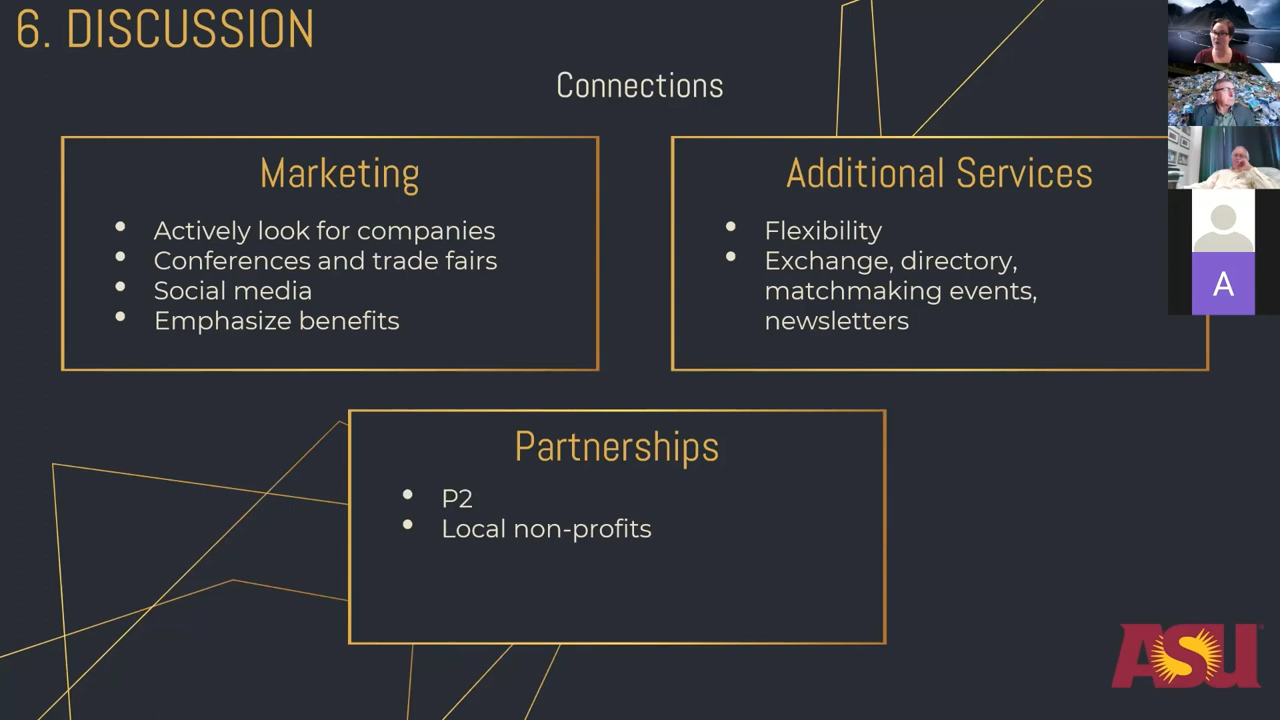 6. DISCUSSION
Connections
Marketing
Actively look for companies
Conferences and trade fairs
Social media
Emphasize benefits
Additional Services
Flexibility
Exchange, directory,
matchmaking events,
newsletters
A
Partnerships
P2
Local non-profits
ASU